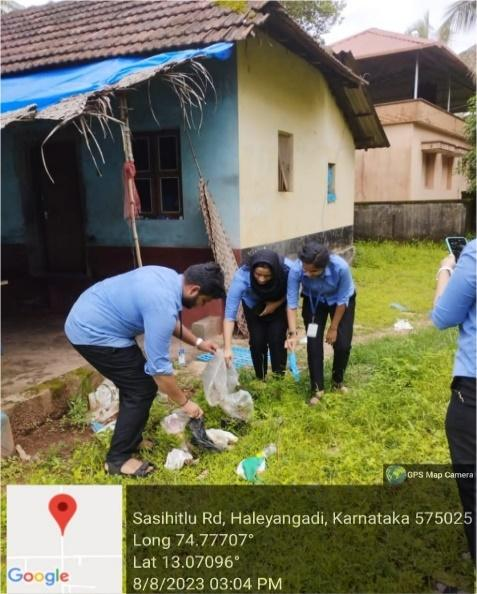 GPS Map Camera
Sasihitlu Rd, Haleyangadi, Karnataka 575025
Long 74.77707°
Lat 13.07096°
8/8/2023 03:04 PM
Google